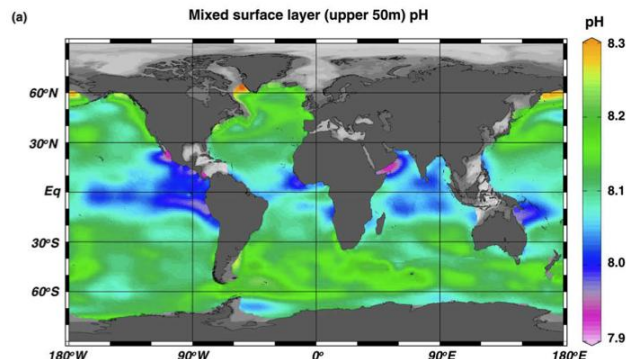 (a)
Mixed surface layer (upper 50m) pH
pH
8.3
60°N
8.2
30°N
Eq
8.1
30°S
8.0
60°S
7.9
180°W
90°W
0°
90°E
180°E